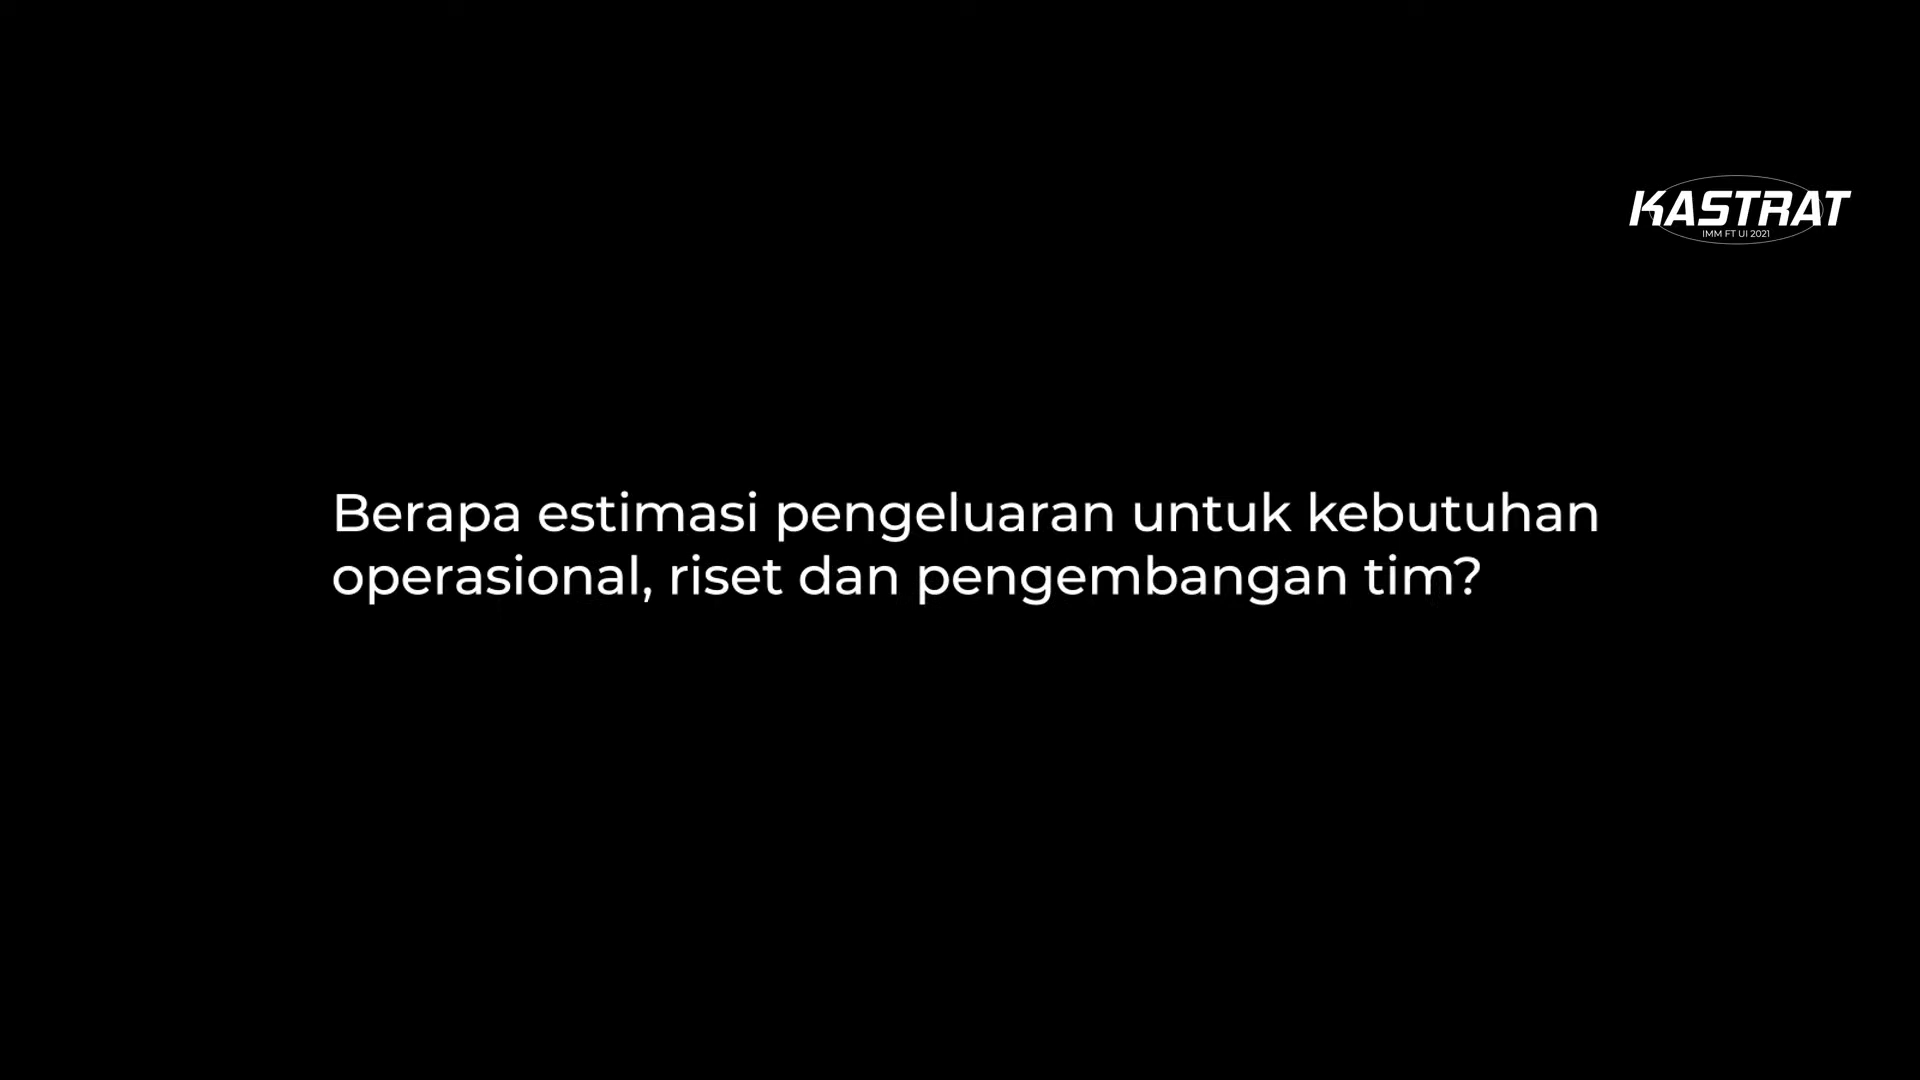 KASTRAT
IMM FT UI 2021
Berapa estimasi pengeluaran untuk kebutuhan
operasional, riset dan pengembangan tim?